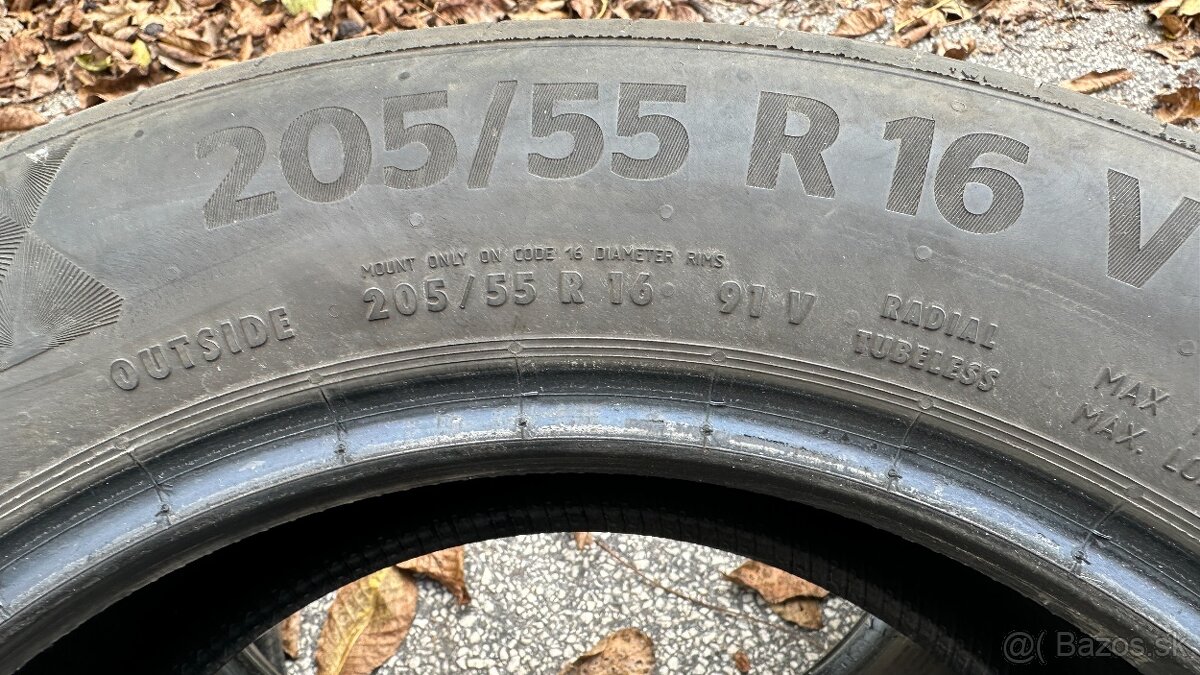 205/55 R 16 V
MOUNT ONLY ON CODE 16 DIAMETER RIMS
205/55 R 16 91 V
OUTSIDE
RADIAL
TUBELESS
MAX
MAX.
@( Bazos.sk